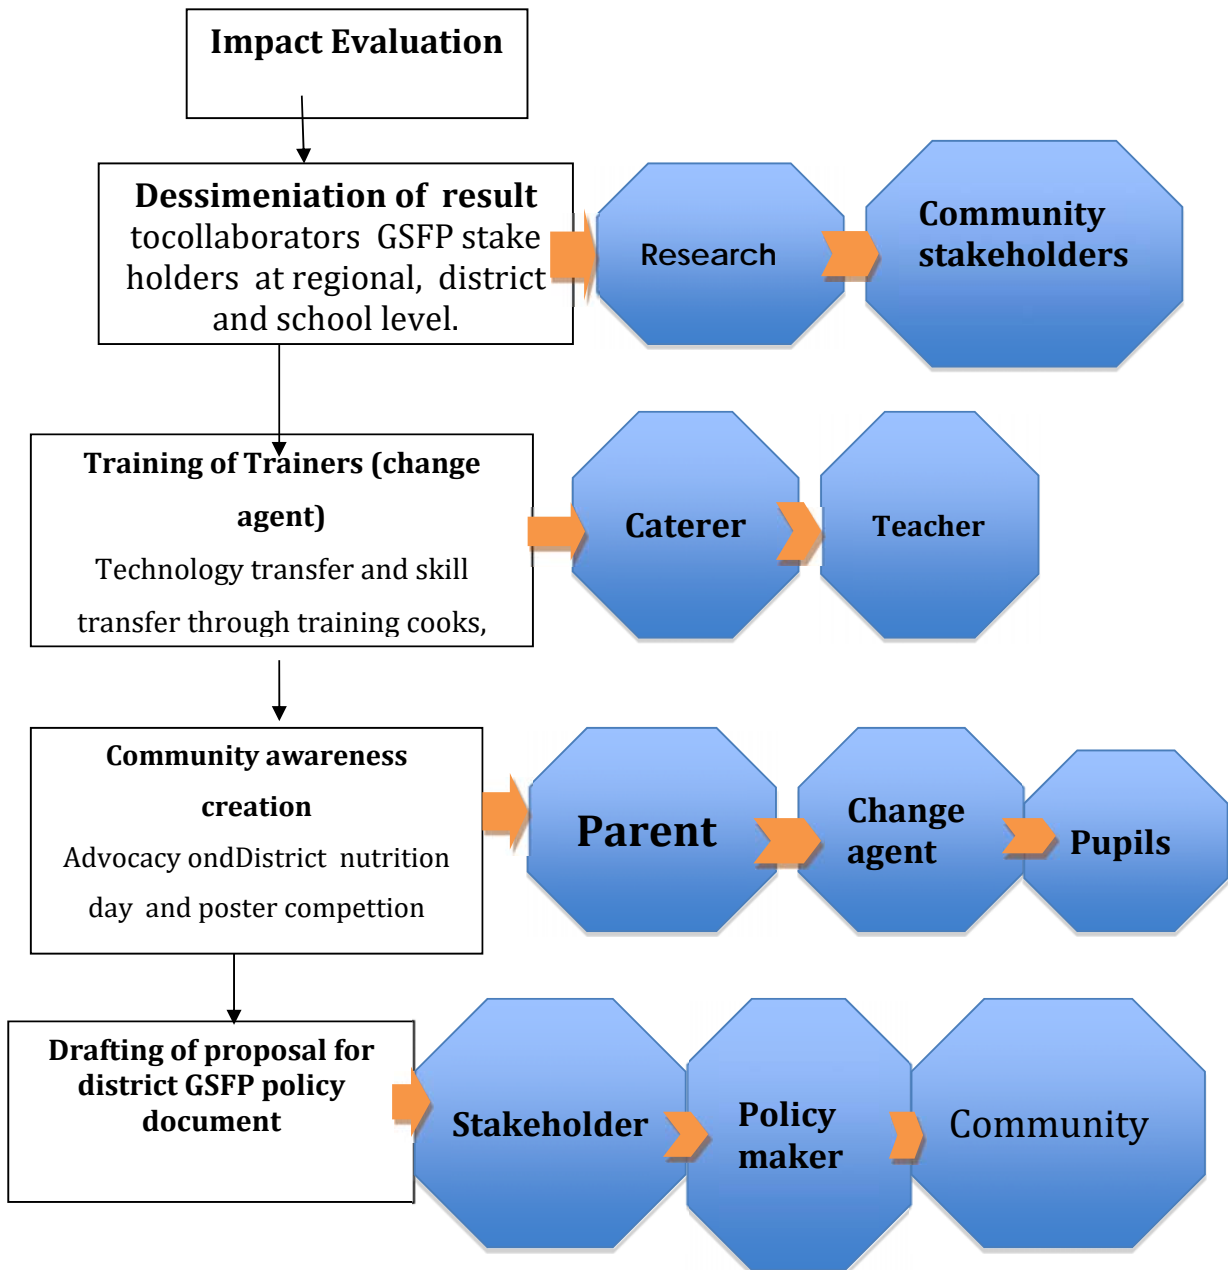 Impact Evaluation
Dessimeniation of result
tocollaborators GSFP stake
holders at regional, district
and school level.
Research
Community
stakeholders
Training of Trainers (change
agent)
Technology transfer and skill
transfer through training cooks,
Caterer
Teacher
Community awareness
creation
Advocacy ondDistrict nutrition
day and poster compettion
Parent
Change
agent
Pupils
Drafting of proposal for
district GSFP policy
document
Stakeholder
Policy
maker
Community